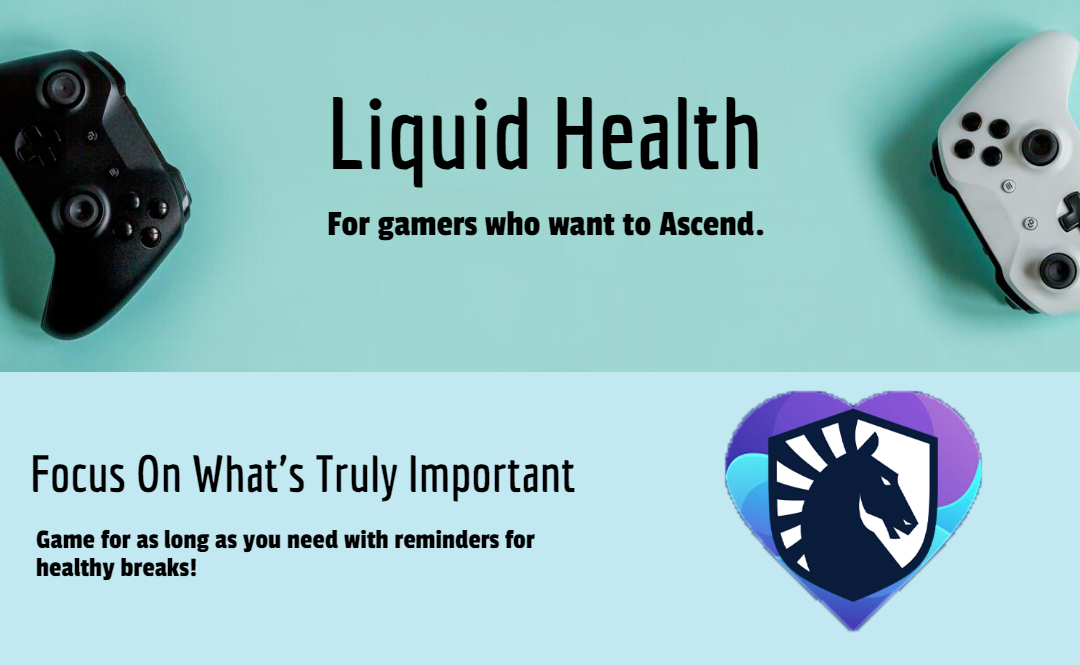 Liquid Health
For gamers who want to Ascend.
Focus On What's Truly Important
Game for as long as you need with reminders for
healthy breaks!